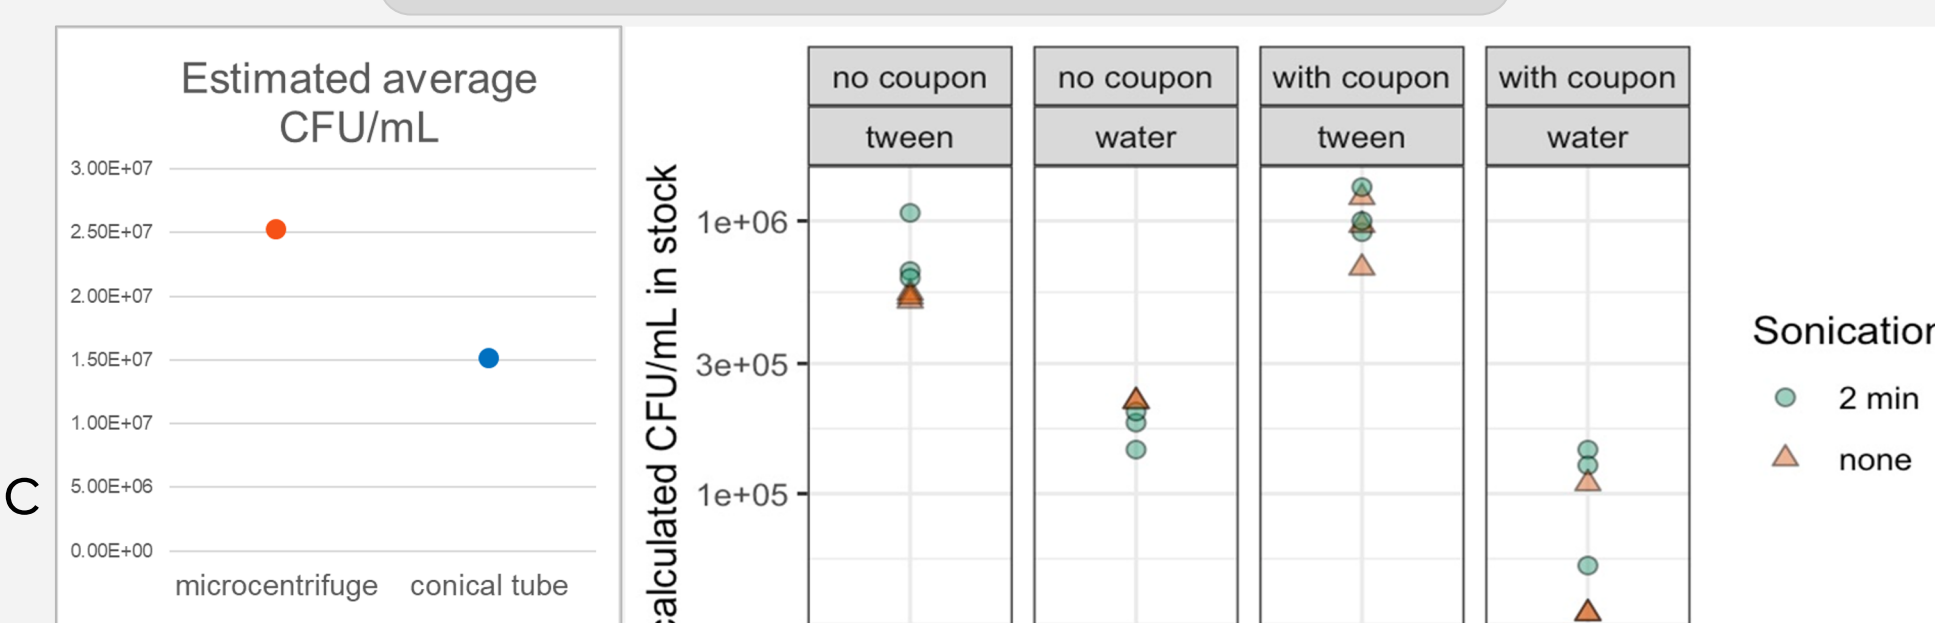 Estimated average
CFU/mL
3.00E+07
2.50E+07
2.00E+07
1.50E+07
1.00E+07
5.00E+06
0.00E+00
microcentrifuge
conical tube
C
calculated CFU/mL in stock
1e+06
3e+05
1e+05
no coupon
no coupon
with coupon
with coupon
tween
water
tween
water
Sonication
2 min
none